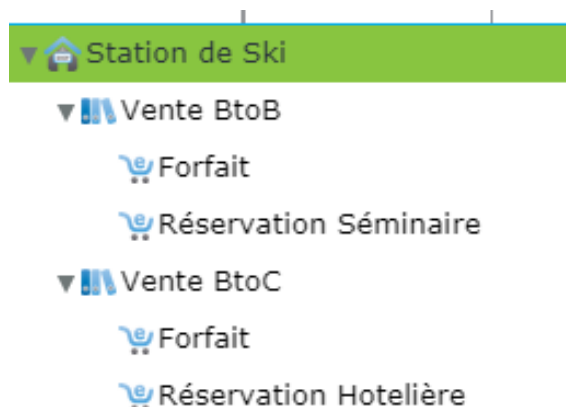 Station de Ski
Vente BtoB
Forfait
Réservation Séminaire
Vente BtoC
Forfait
Réservation Hotelière